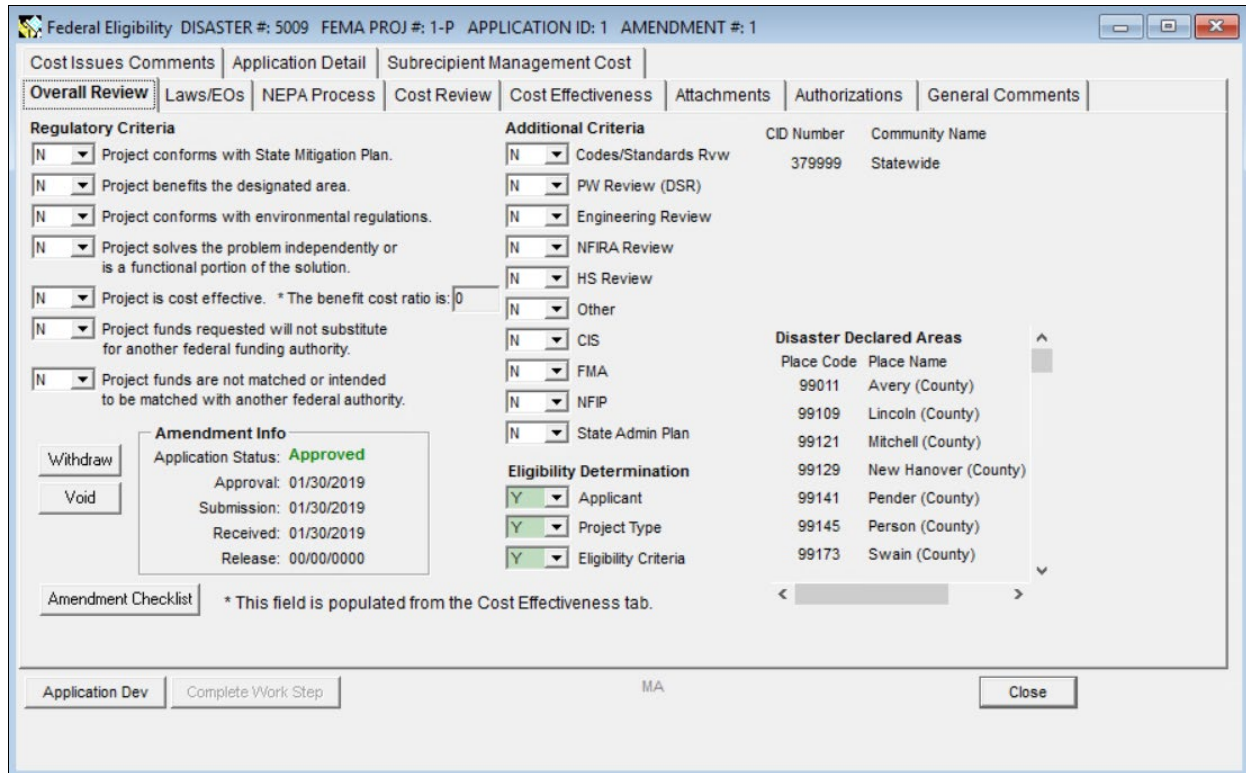 Federal Eligibility DISASTER #: 5009 FEMA PROJ #: 1-P APPLICATION ID: 1 AMENDMENT #: 1
Cost Issues Comments Application Detail Subrecipient Management Cost
Overall Review Laws/EOs NEPA Process Cost Review Cost Effectiveness Attachments Authorizations General Comments
Regulatory Criteria
N Project conforms with State Mitigation Plan.
N Project benefits the designated area.
N Project conforms with environmental regulations.
N Project solves the problem independently or
is a functional portion of the solution.
N Project is cost effective. * The benefit cost ratio is: 0
N Project funds requested will not substitute
for another federal funding authority.
N Project funds are not matched or intended
to be matched with another federal authority.
Withdraw
Void
Amendment Info
Application Status: Approved
Approval: 01/30/2019
Submission: 01/30/2019
Received: 01/30/2019
Release: 00/00/0000
Amendment Checklist * This field is populated from the Cost Effectiveness tab.
Additional Criteria
N Codes/Standards Rvw
N PW Review (DSR)
N Engineering Review
N NFIRA Review
N HS Review
N Other
N CIS
N FMA
N NFIP
N State Admin Plan
Eligibility Determination
Y Applicant
Y Project Type
Y Eligibility Criteria
CID Number Community Name
379999 Statewide
Disaster Declared Areas
Place Code Place Name
99011 Avery (County)
99109 Lincoln (County)
99121 Mitchell (County)
99129 New Hanover (County)
99141 Pender (County)
99145 Person (County)
99173 Swain (County)
Application Dev Complete Work Step MA Close